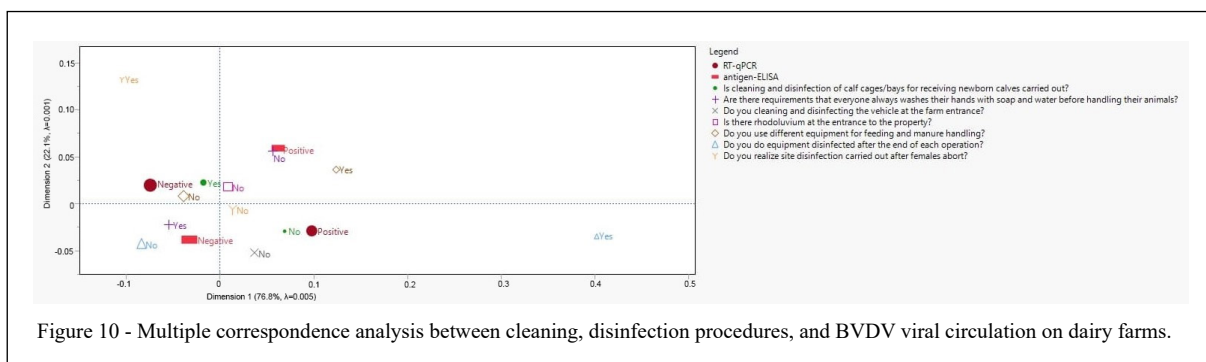 Legend
RT-qPCR
antigen-ELISA
Is cleaning and disinfection of calf cages/bays for receiving newborn calves carried out?
Are there requirements that everyone always washes their hands with soap and water before handling their animals?
Do you cleaning and disinfecting the vehicle at the farm entrance?
Is there rhodoluvium at the entrance to the property?
Do you use different equipment for feeding and manure handling?
Do you do equipment disinfected after the end of each operation?
Do you realize site disinfection carried out after females abort?
Dimension 2 (22.1%, λ=0.001)
0.15
0.10
0.05
0
-0.05
Yes
Positive
No
Yes
Negative
Yes
No
No
No
Yes
Negative
No
No
Positive
No
Yes
-0.1
0
0.1
0.2
0.3
0.4
0.5
Dimension 1 (76.8%, λ=0.005)
Figure 10 - Multiple correspondence analysis between cleaning, disinfection procedures, and BVDV viral circulation on dairy farms.